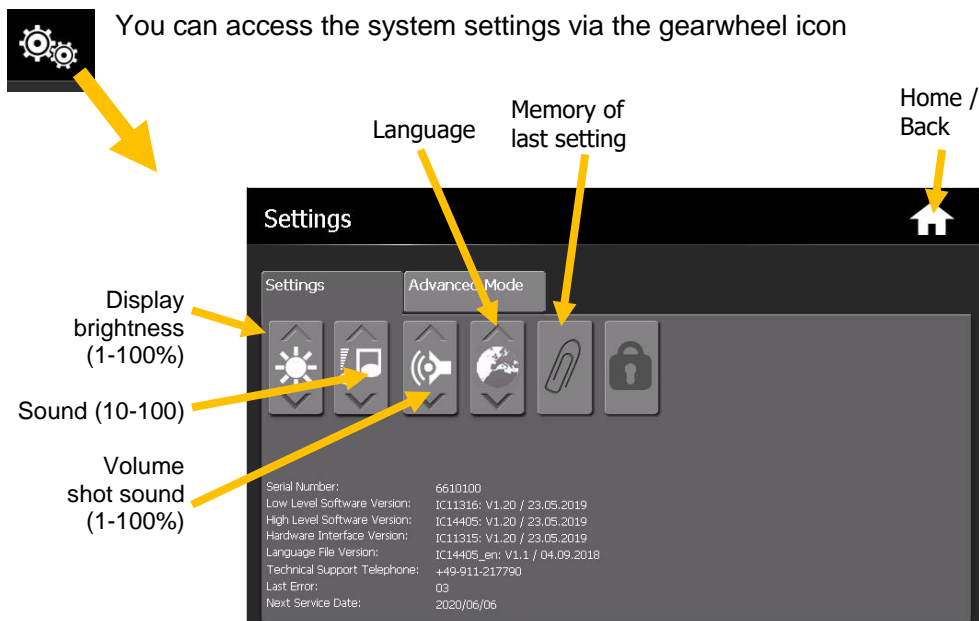 You can access the system settings via the gearwheel icon
Language
Memory of
last setting
Home /
Back
Settings
Settings
Advanced Mode
Display
brightness
(1-100%)
Sound (10-100)
Volume
shot sound
(1-100%)
Serial Number: 6610100
Low Level Software Version: IC11316: V1.20 / 23.05.2019
High Level Software Version: IC14405: V1.20 / 23.05.2019
Hardware Interface Version: IC11315: V1.20 / 23.05.2019
Language File Version: IC14405_en: V1.1 / 04.09.2018
Technical Support Telephone: +49-911-217790
Last Error: 03
Next Service Date: 2020/06/06